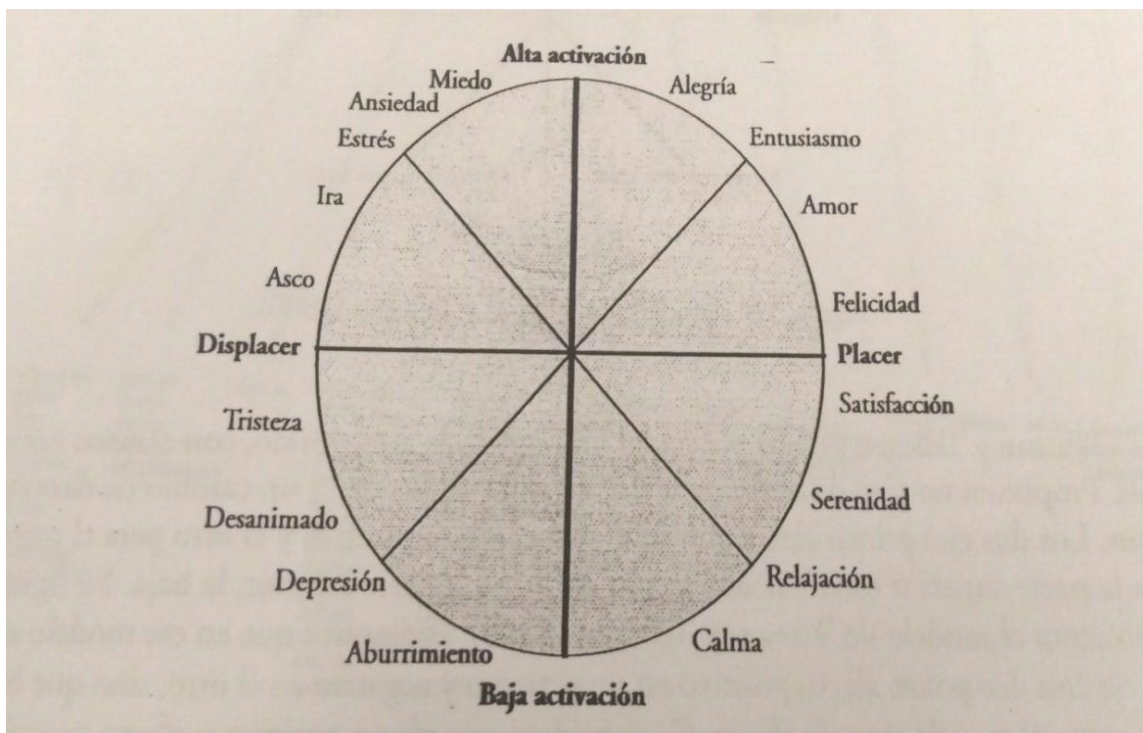 Alta activación
Miedo
Alegría
Ansiedad
Estrés
Entusiasmo
Ira
Amor
Asco
Felicidad
Displacer
Placer
Satisfacción
Tristeza
Serenidad
Desanimado
Depresión
Relajación
Calma
Aburrimiento
Baja activación